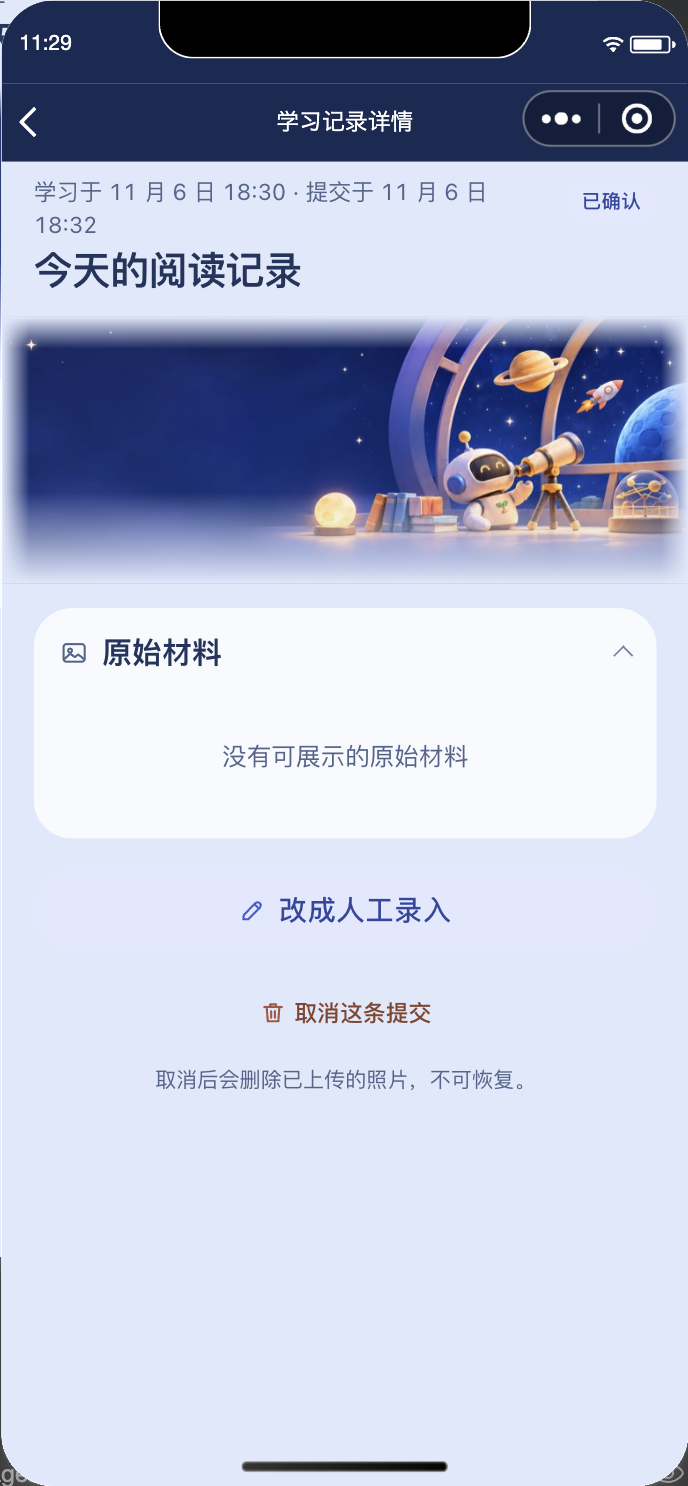 11:29
学习记录详情
学习于 11 月 6 日 18:30 · 提交于 11 月 6 日
18:32
已确认
今天的阅读记录
原始材料
没有可展示的原始材料
改成人工录入
取消这条提交
取消后会删除已上传的照片，不可恢复。